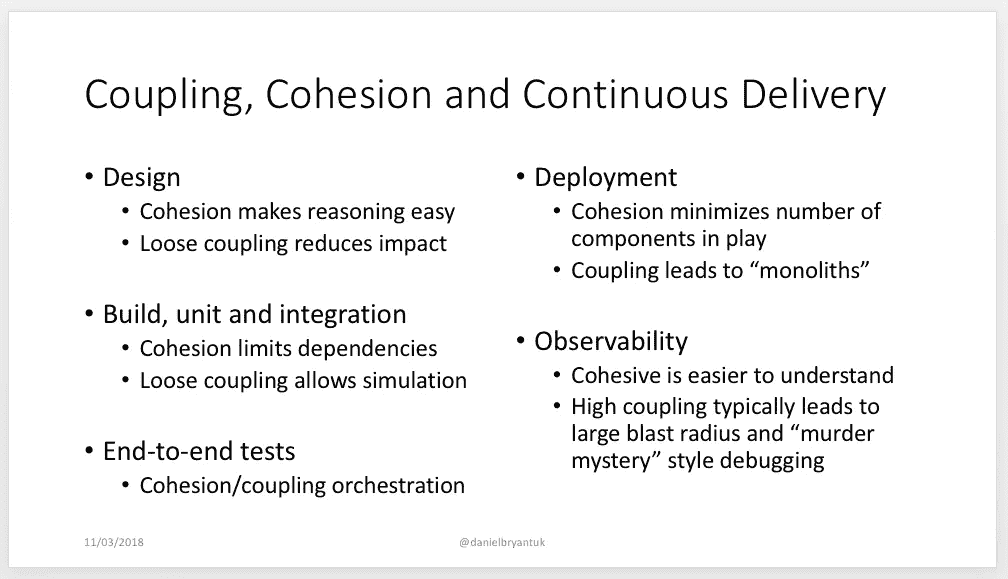 Coupling, Cohesion and Continuous Delivery
• Design
• Cohesion makes reasoning easy
• Loose coupling reduces impact
• Build, unit and integration
• Cohesion limits dependencies
• Loose coupling allows simulation
• End-to-end tests
• Cohesion/coupling orchestration
• Deployment
• Cohesion minimizes number of
components in play
• Coupling leads to “monoliths”
• Observability
• Cohesive is easier to understand
• High coupling typically leads to
large blast radius and “murder
mystery” style debugging
11/03/2018
@danielbryantuk